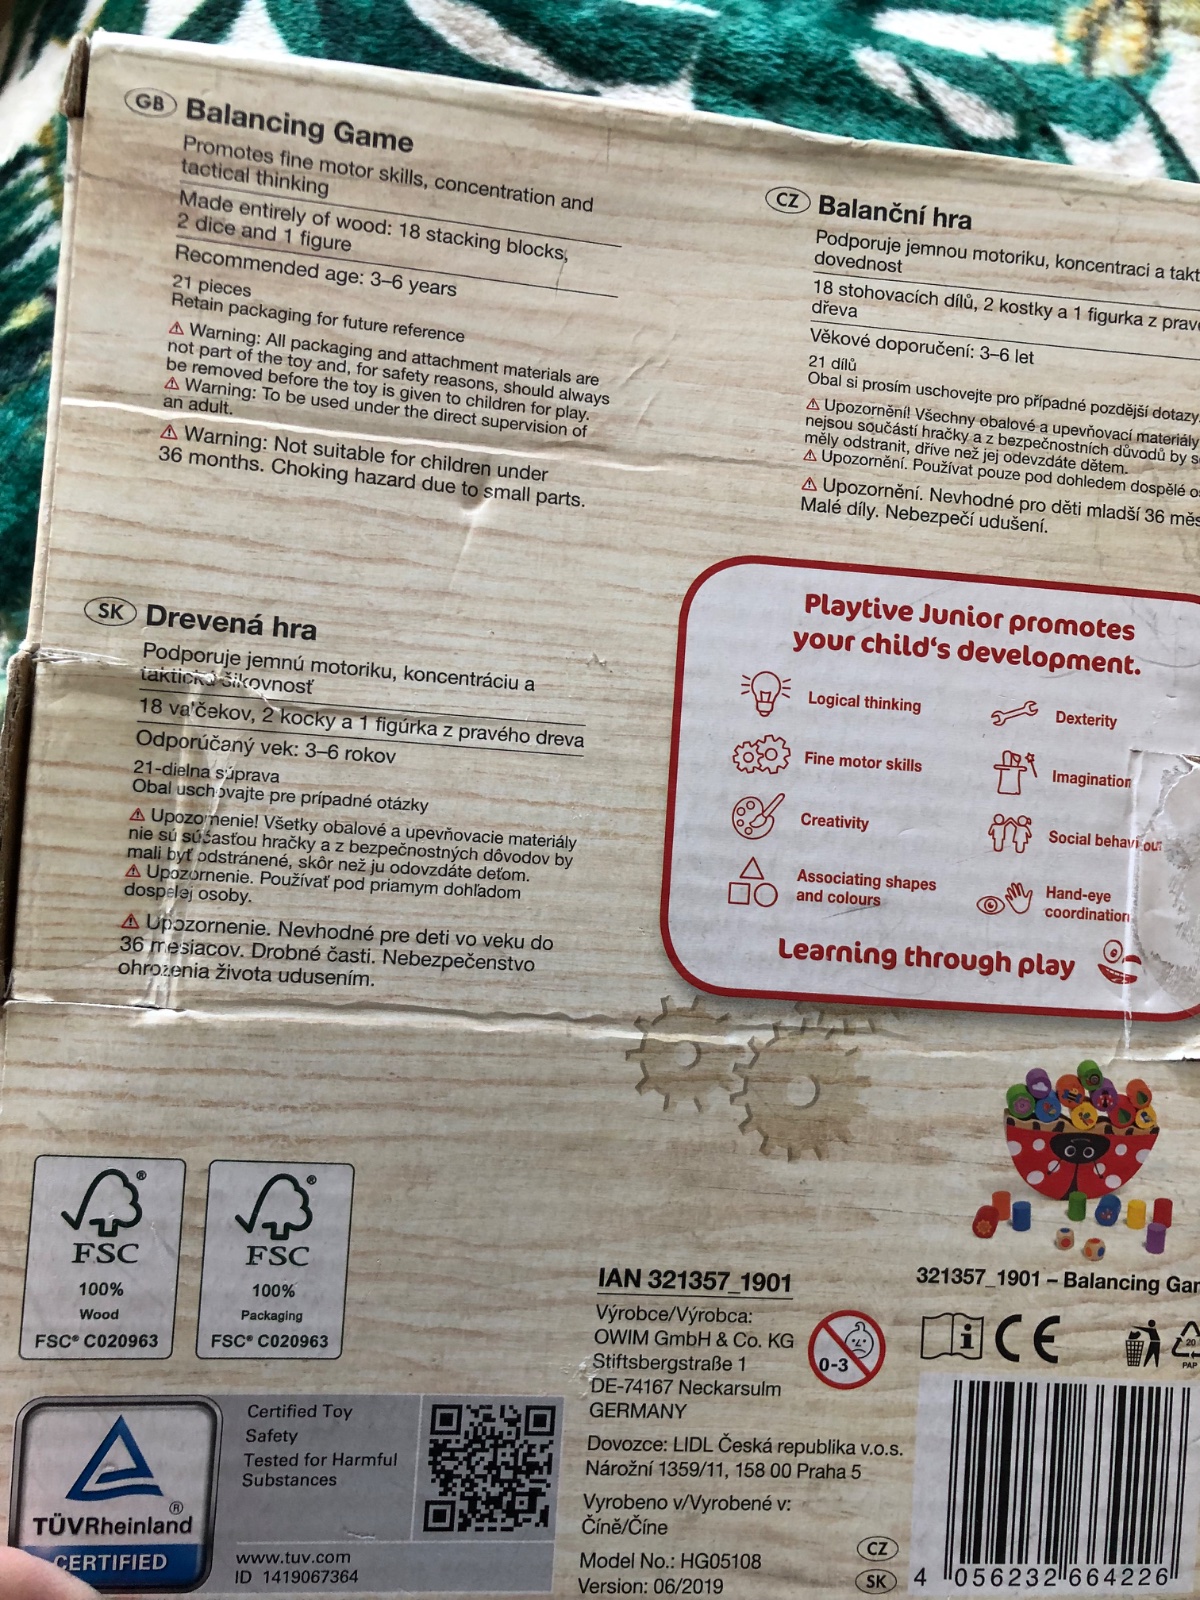 GB Balancing Game
Promotes fine motor skills, concentration and
tactical thinking
Made entirely of wood: 18 stacking blocks,
2 dice and 1 figure
Recommended age: 3–6 years
21 pieces
Retain packaging for future reference
⚠ Warning: All packaging and attachment materials are
not part of the toy and, for safety reasons, should always
be removed before the toy is given to children for play.
⚠ Warning: To be used under the direct supervision of
an adult.
⚠ Warning: Not suitable for children under
36 months. Choking hazard due to small parts.
CZ Balanční hra
Podporuje jemnou motoriku, koncentraci a takt
dovednost
18 stohovacích dílů, 2 kostky a 1 figurka z prav
dřeva
Věkové doporučení: 3–6 let
21 dílů
Obal si prosím uschovejte pro případné pozdější dotazy.
⚠ Upozornění! Všechny obalové a upevňovací materiály
nejsou součástí hračky a z bezpečnostních důvodů by s
měly odstranit, dříve než jej odevzdáte dětem.
⚠ Upozornění. Používat pouze pod dohledem dospělé o
⚠ Upozornění. Nevhodné pro děti mladší 36 měs
Malé díly. Nebezpečí udušení.
SK Drevená hra
Podporuje jemnú motoriku, koncentráciu a
taktickú šikovnosť
18 vaľčekov, 2 kocky a 1 figúrka z pravého dreva
Odporúčaný vek: 3–6 rokov
21-dielna súprava
Obal uschovajte pre prípadné otázky
⚠ Upozornenie! Všetky obalové a upevňovacie materiály
nie sú súčasťou hračky a z bezpečnostných dôvodov by
mali byť odstránené, skôr než ju odovzdáte deťom.
⚠ Upozornenie. Používať pod priamym dohľadom
dospelej osoby.
⚠ Upozornenie. Nevhodné pre deti vo veku do
36 mesiacov. Drobné časti. Nebezpečenstvo
ohrozenia života udusením.
Playtive Junior promotes
your child's development.
Logical thinking
Dexterity
Fine motor skills
Imagination
Creativity
Social behaviour
Associating shapes
and colours
Hand-eye
coordination
Learning through play
FSC®
100%
Wood
FSC® C020963
FSC®
100%
Packaging
FSC® C020963
TÜVRheinland®
CERTIFIED
Certified Toy
Safety
Tested for Harmful
Substances
www.tuv.com
ID 1419067364
IAN 321357_1901
Výrobce/Výrobca:
OWIM GmbH & Co. KG
Stiftsbergstraße 1
DE-74167 Neckarsulm
GERMANY
0-3
Dovozce: LIDL Česká republika v.o.s.
Nárožní 1359/11, 158 00 Praha 5
Vyrobeno v/Vyrobené v:
Číně/Číne
Model No.: HG05108
Version: 06/2019
321357_1901 – Balancing Gar
CE
20
PAP
CZ
SK
4 056232 664226